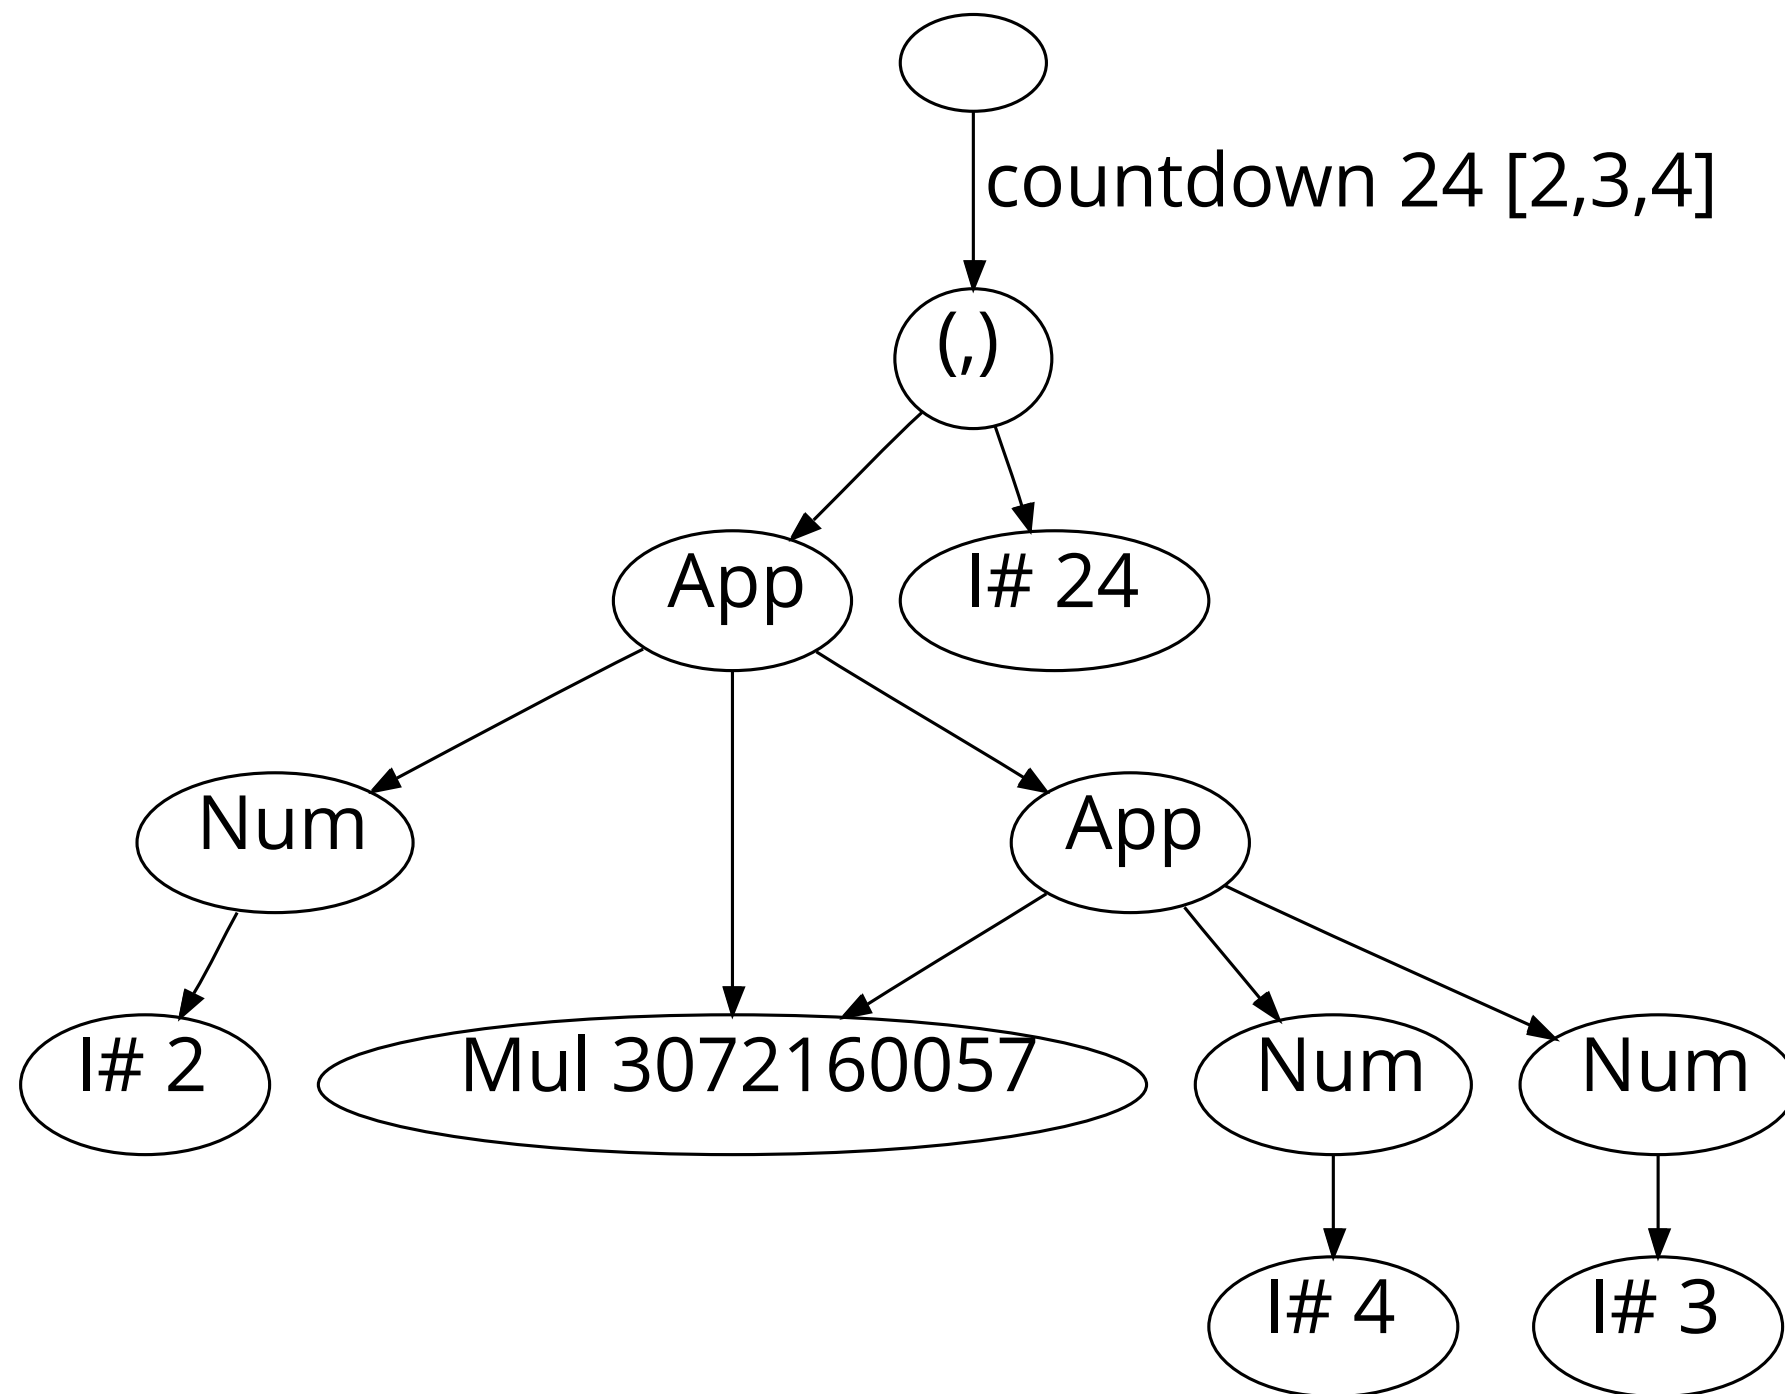 countdown 24 [2,3,4]
(,)
App
I# 24
Num
App
I# 2
Mul 3072160057
Num
Num
I# 4
I# 3